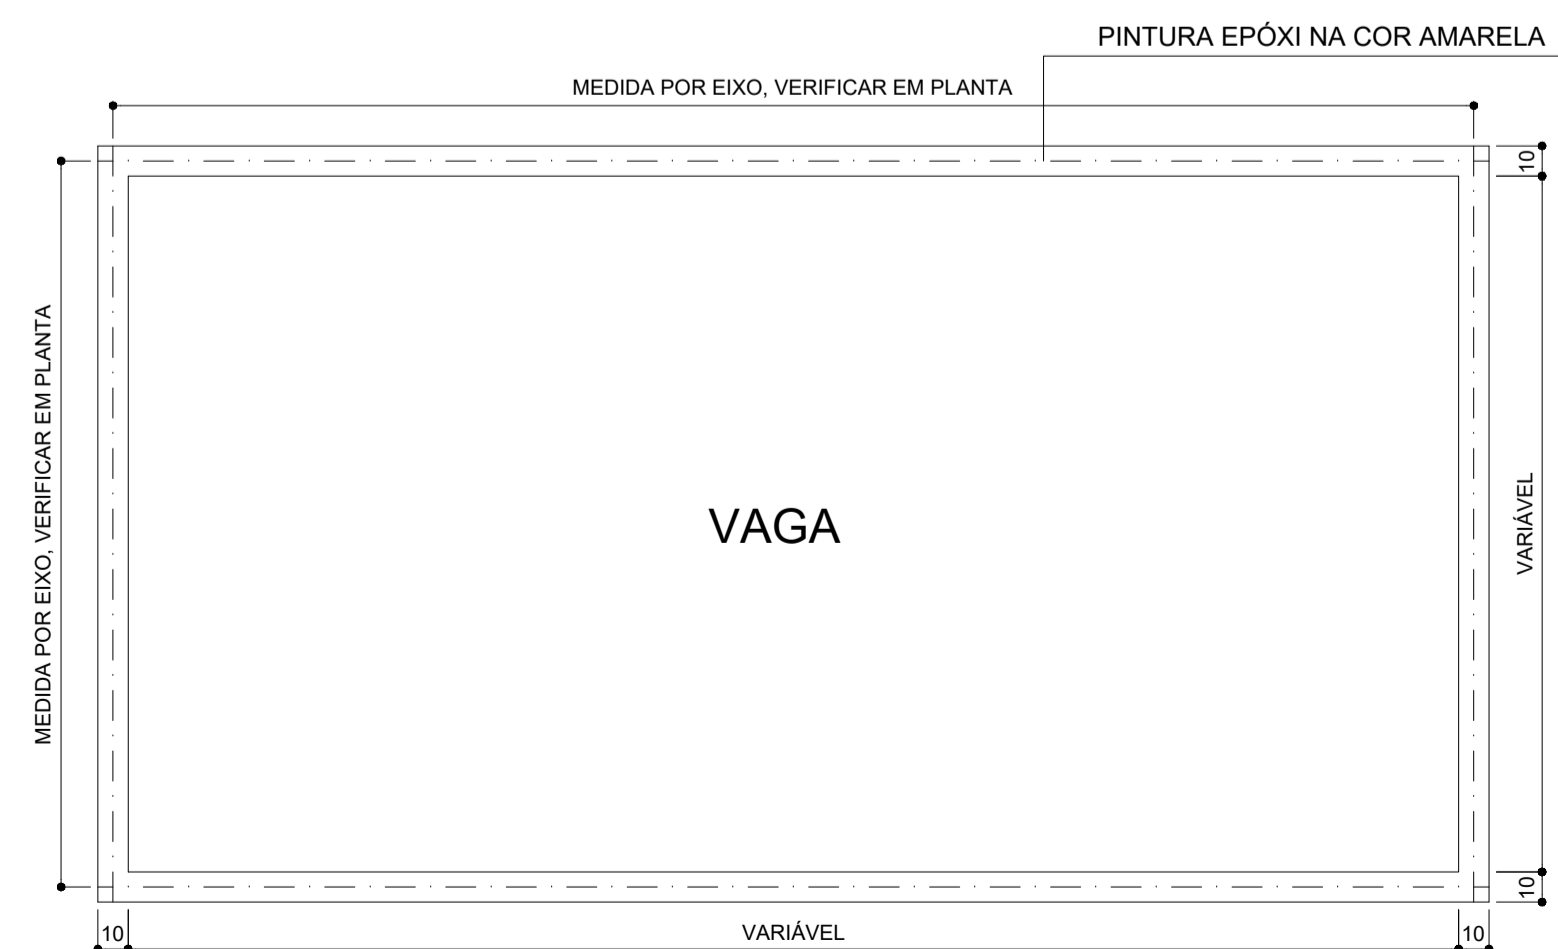 PINTURA EPÓXI NA COR AMARELA
MEDIDA POR EIXO, VERIFICAR EM PLANTA
10
MEDIDA POR EIXO, VERIFICAR EM PLANTA
VAGA
VARIÁVEL
10
10
VARIÁVEL
10